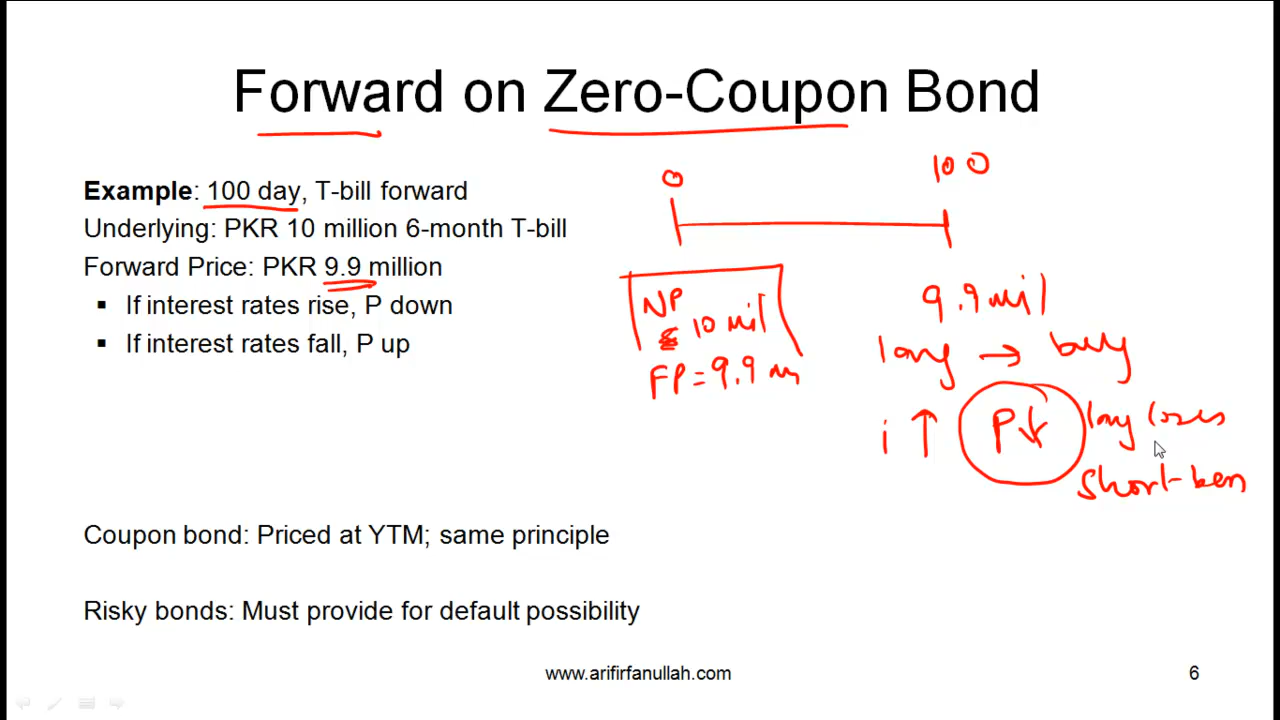 Forward on Zero-Coupon Bond
0
100
Example: 100 day, T-bill forward
Underlying: PKR 10 million 6-month T-bill
Forward Price: PKR 9.9 million
▪ If interest rates rise, P down
▪ If interest rates fall, P up
NP
10 mil
FP = 9.9 m
9.9 mil
long → buy
i ↑ P↓ long loses
short - ben
Coupon bond: Priced at YTM; same principle
Risky bonds: Must provide for default possibility
www.arifirfanullah.com
6